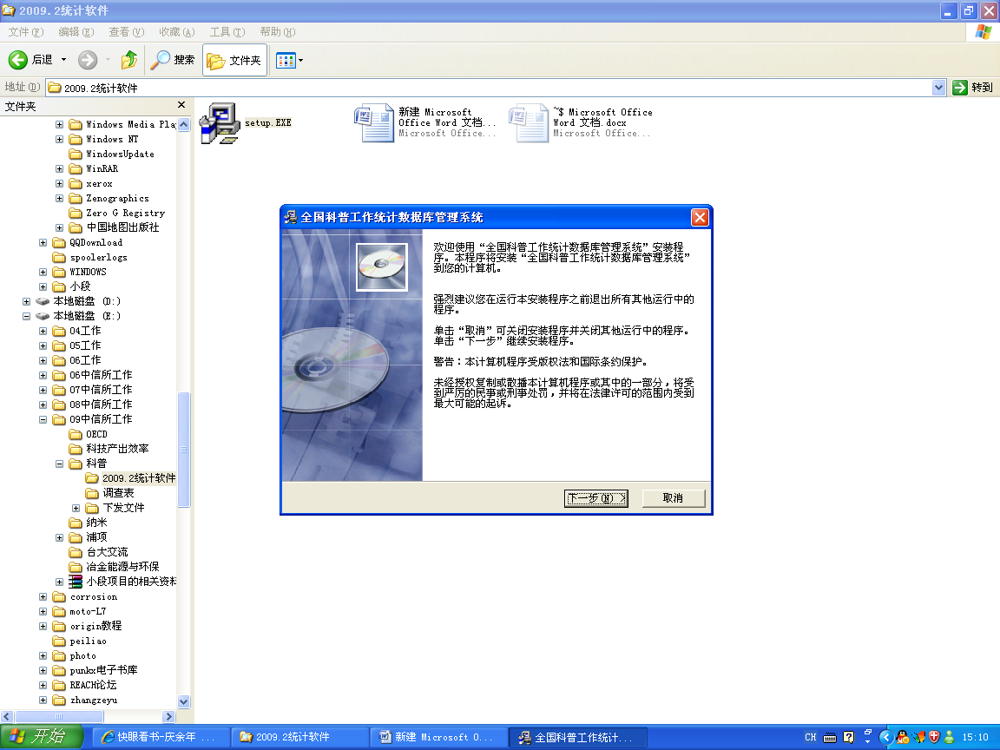 2009.2统计软件
文件(F) 编辑(E) 查看(V) 收藏(A) 工具(T) 帮助(H)
后退 搜索 文件夹
地址(D) 2009.2统计软件 转到
文件夹
Windows Media Pla
Windows NT
WindowsUpdate
WinRAR
xerox
Zenographics
Zero G Registry
中国地图出版社
QQDownload
spoolerlogs
WINDOWS
小段
本地磁盘 (D:)
本地磁盘 (E:)
04工作
05工作
06工作
06中信所工作
07中信所工作
08中信所工作
09中信所工作
OECD
科技产出效率
科普
2009.2统计软件
调查表
下发文件
纳米
浦项
台大交流
冶金能源与环保
小段项目的相关资料
corrosion
moto-L7
origin教程
peiliao
photo
punkx电子书库
REACH论坛
zhangzeyu
setup.EXE
新建 Microsoft
Office Word 文档...
Microsoft Office...
~$ Microsoft Office
Word 文档.docx
Microsoft Office...
全国科普工作统计数据库管理系统
欢迎使用“全国科普工作统计数据库管理系统”安装程
序。本程序将安装“全国科普工作统计数据库管理系统”
到您的计算机。
强烈建议您在运行本安装程序之前退出所有其他运行中的
程序。
单击“取消”可关闭安装程序并关闭其他运行中的程序。
单击“下一步”继续安装程序。
警告：本计算机程序受版权法和国际条约保护。
未经授权复制或散播本计算机程序或其中的一部分，将受
到严厉的民事或刑事处罚，并将在法律许可的范围内受到
最大可能的起诉。
下一步(N) > 取消
开始 快眼看书-庆余年 ... 2009.2统计软件 新建 Microsoft O... 全国科普工作统计... CH 15:10